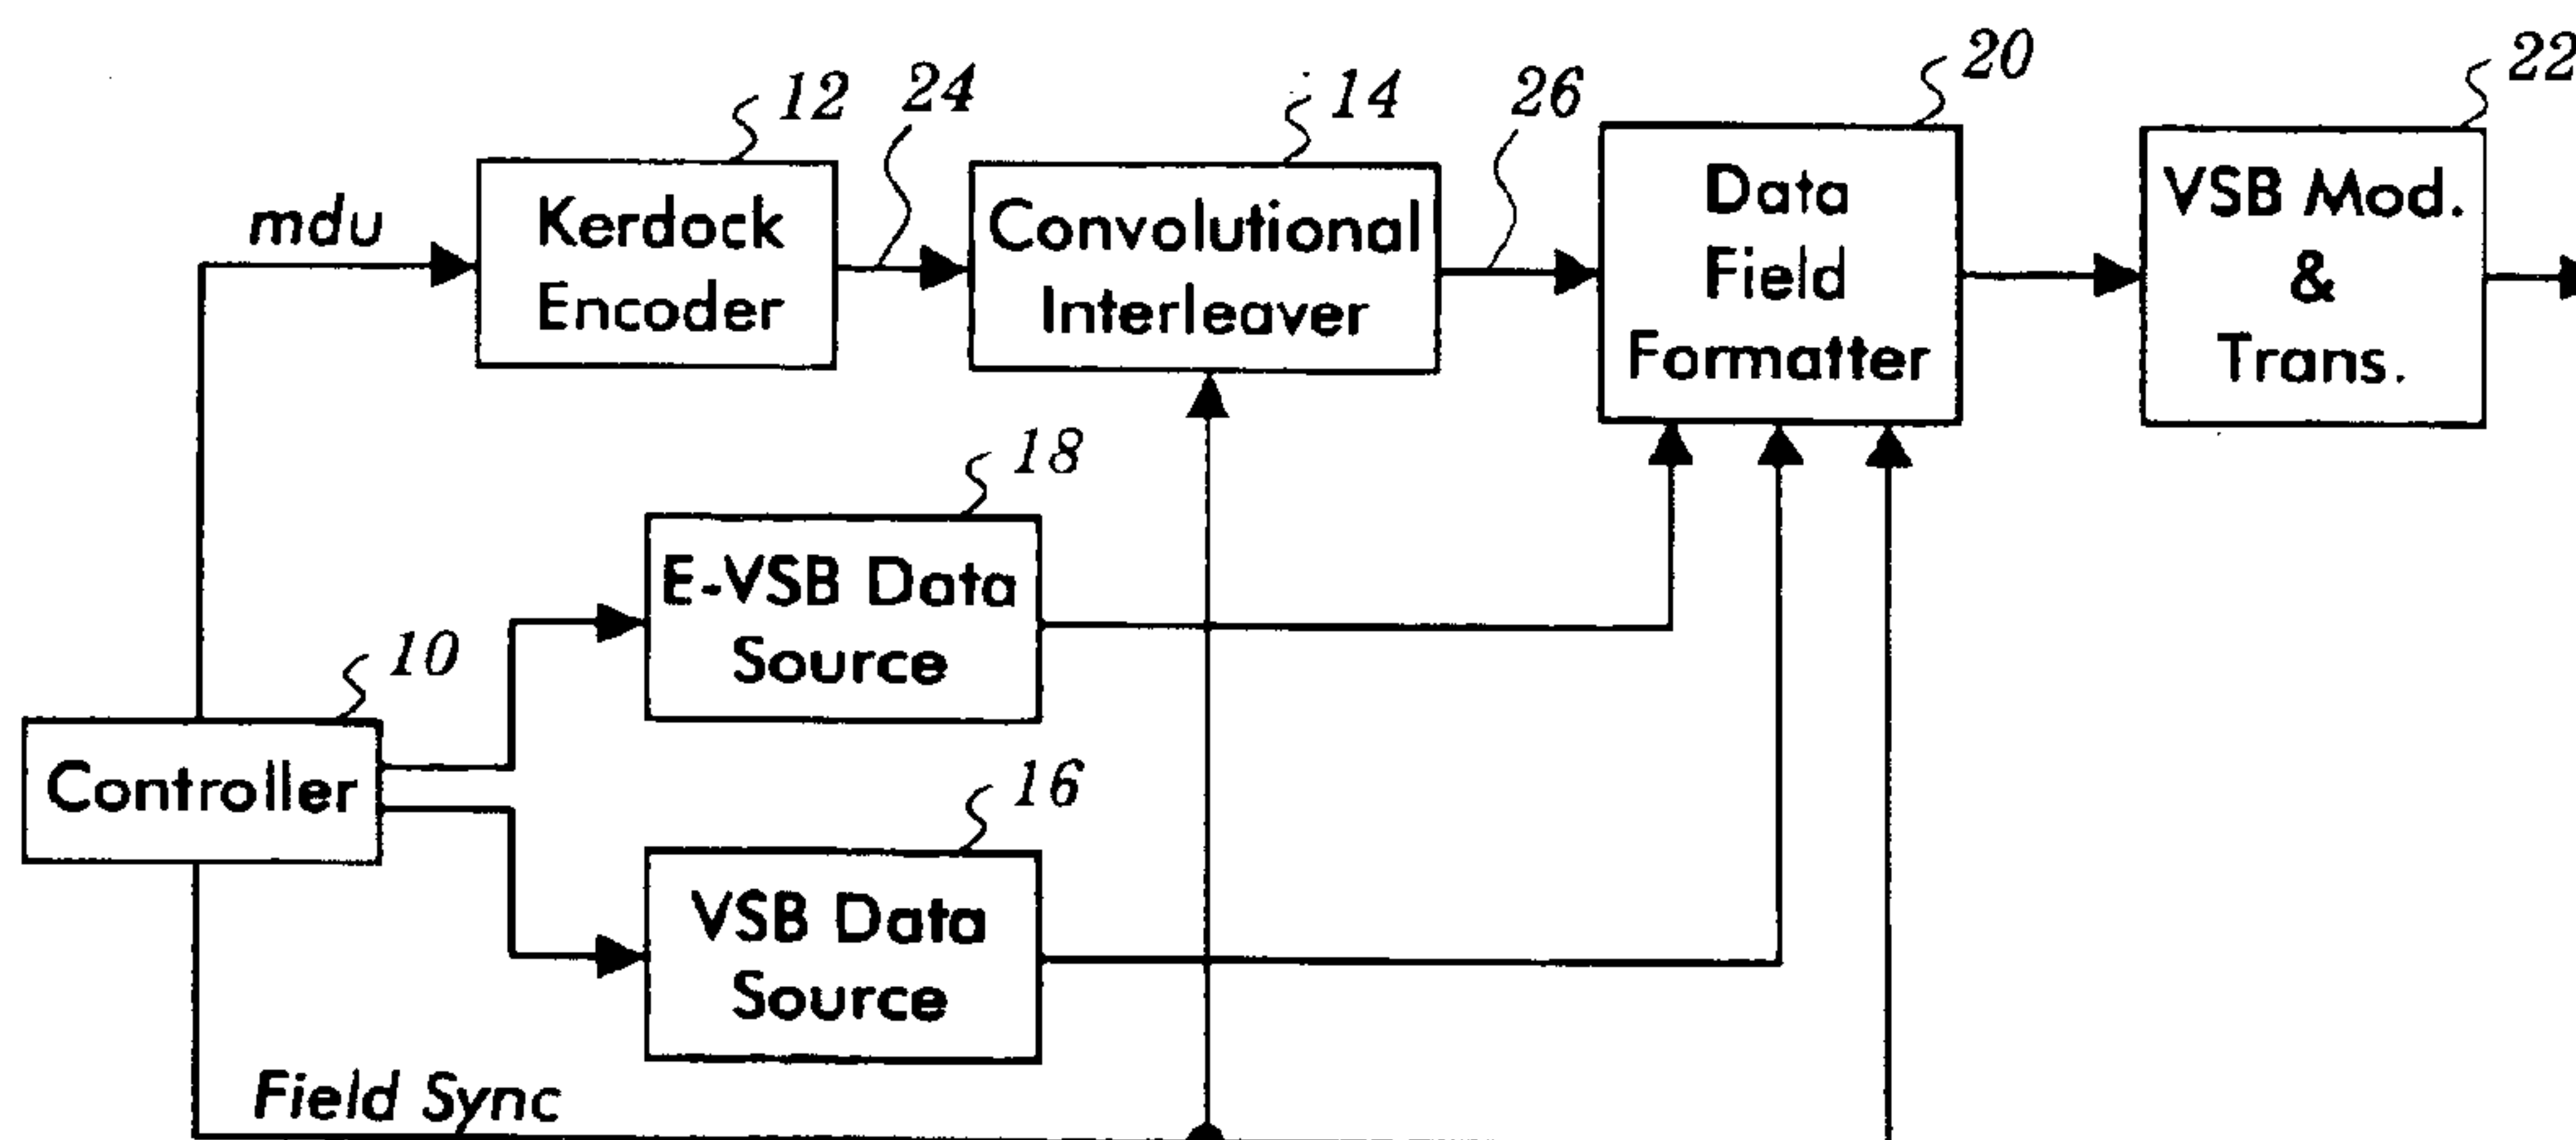 12
24
14
26
20
22
mdu
Kerdock
Encoder
Convolutional
Interleaver
Data
Field
Formatter
VSB Mod.
&
Trans.
18
E-VSB Data
Source
10
Controller
16
VSB Data
Source
Field Sync